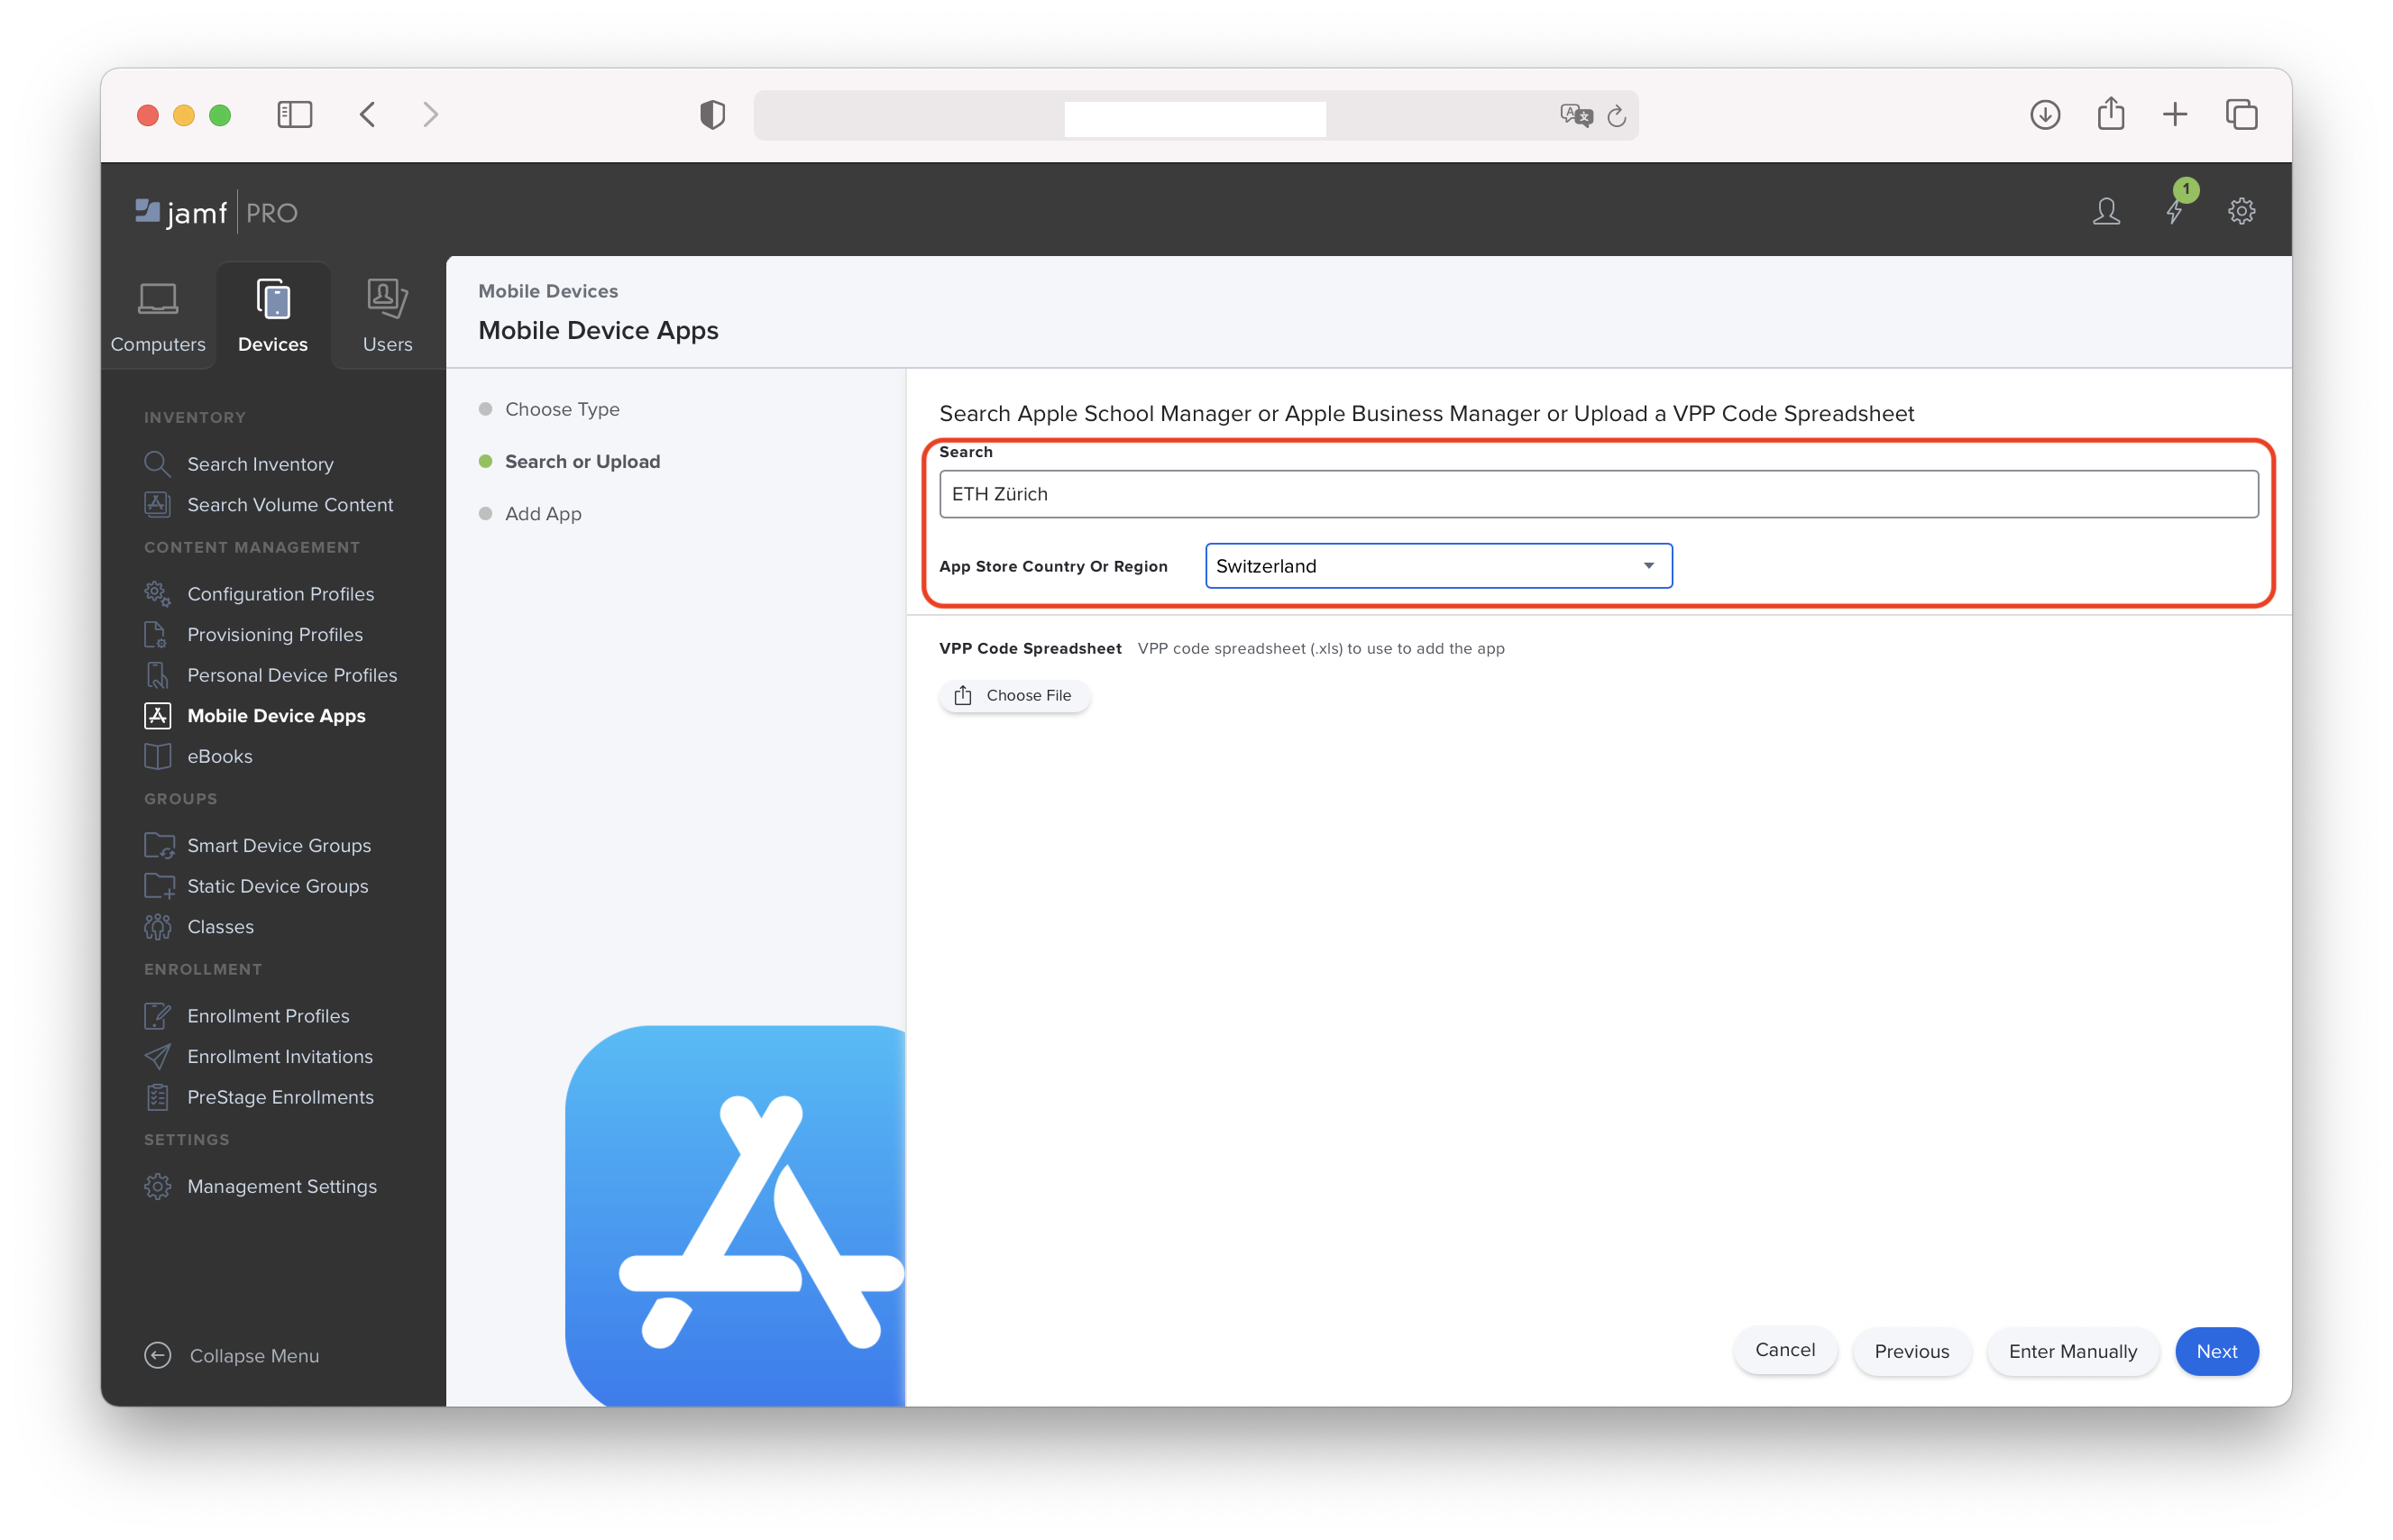 1
jamf PRO
Computers
Devices
Users
INVENTORY
Search Inventory
Search Volume Content
CONTENT MANAGEMENT
Configuration Profiles
Provisioning Profiles
Personal Device Profiles
Mobile Device Apps
eBooks
GROUPS
Smart Device Groups
Static Device Groups
Classes
ENROLLMENT
Enrollment Profiles
Enrollment Invitations
PreStage Enrollments
SETTINGS
Management Settings
Collapse Menu
Mobile Devices
Mobile Device Apps
Choose Type
Search or Upload
Add App
Search Apple School Manager or Apple Business Manager or Upload a VPP Code Spreadsheet
Search
ETH Zürich
App Store Country Or Region Switzerland
VPP Code Spreadsheet VPP code spreadsheet (.xls) to use to add the app
Choose File
Cancel Previous Enter Manually Next